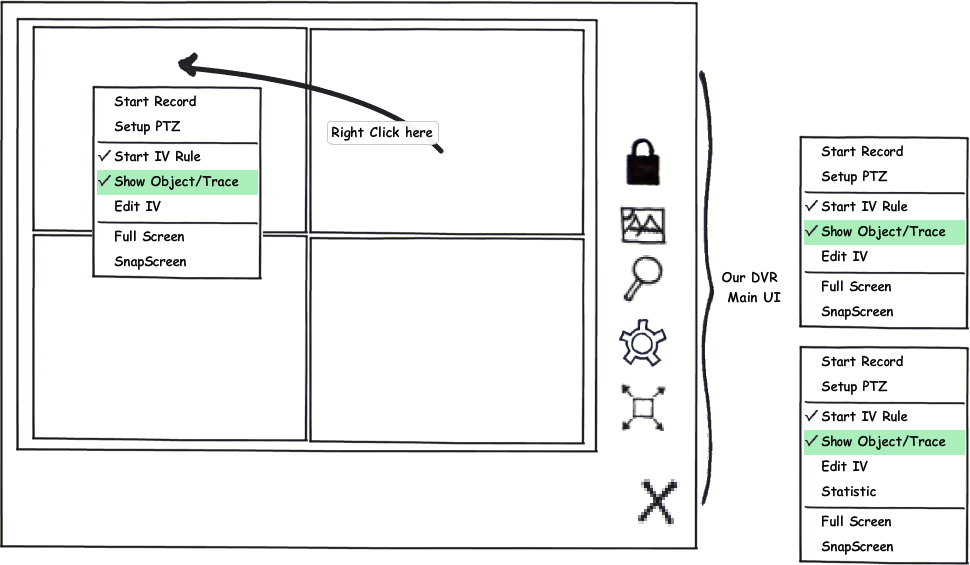 Start Record
Setup PTZ
✓ Start IV Rule
✓ Show Object/Trace
Edit IV
Full Screen
SnapScreen
Right Click here
Our DVR
Main UI
Start Record
Setup PTZ
✓ Start IV Rule
✓ Show Object/Trace
Edit IV
Full Screen
SnapScreen
Start Record
Setup PTZ
✓ Start IV Rule
✓ Show Object/Trace
Edit IV
Statistic
Full Screen
SnapScreen